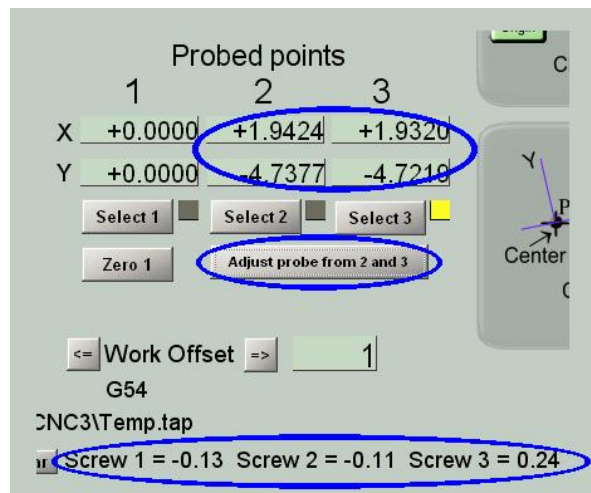 Probed points
1 2 3
X +0.0000 +1.9424 +1.9320
Y +0.0000 -4.7377 -4.7219
Select 1 Select 2 Select 3
Zero 1 Adjust probe from 2 and 3
<= Work Offset => 1
G54
CNC3\Temp.tap
Screw 1 = -0.13 Screw 2 = -0.11 Screw 3 = 0.24
C
Y
P
Center